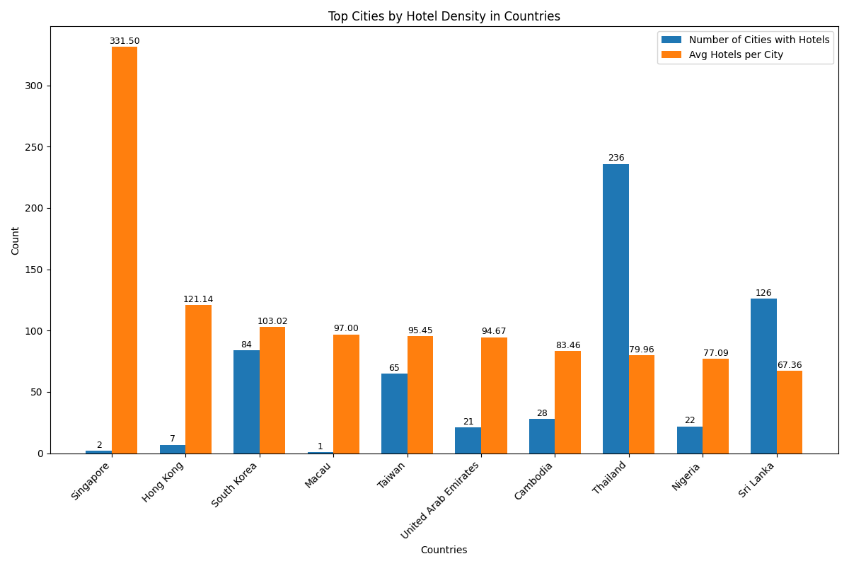 Top Cities by Hotel Density in Countries
Number of Cities with Hotels
Avg Hotels per City
Count
300
250
200
150
100
50
0
2
331.50
7
121.14
84
103.02
1
97.00
65
95.45
21
94.67
28
83.46
236
79.96
22
77.09
126
67.36
Singapore
Hong Kong
South Korea
Macau
Taiwan
United Arab Emirates
Cambodia
Thailand
Nigeria
Sri Lanka
Countries